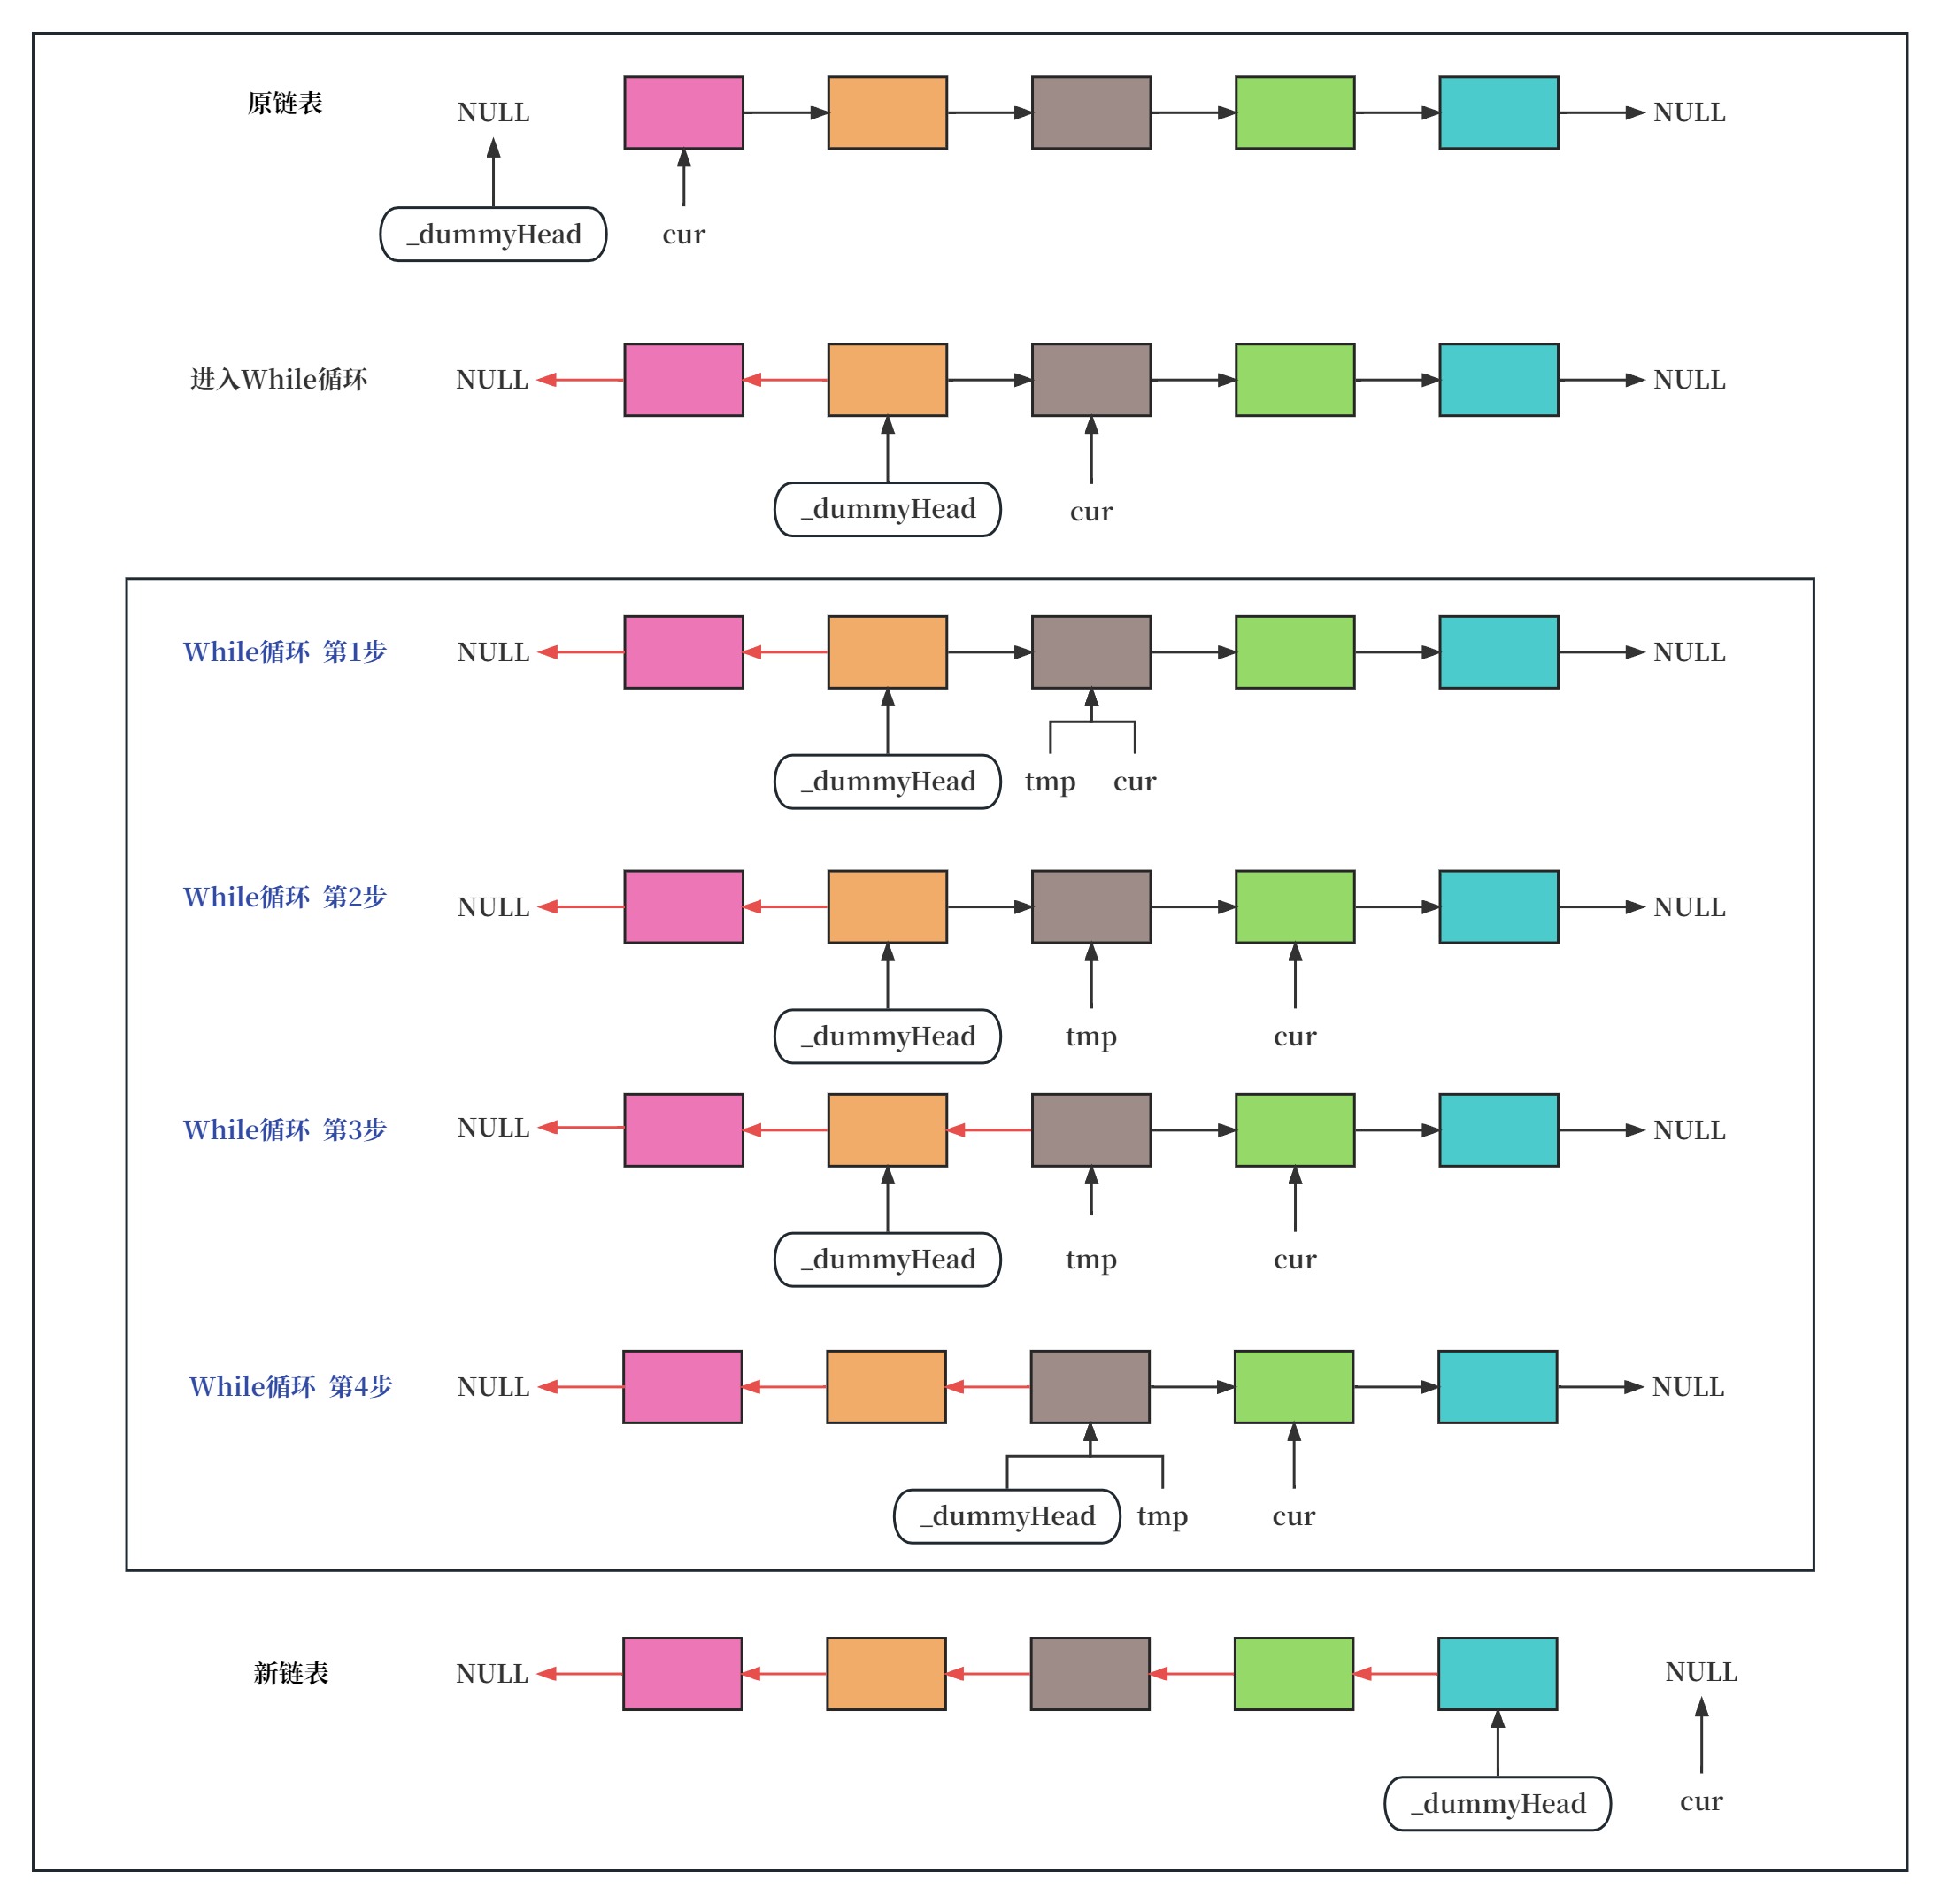 原链表 NULL NULL
_dummyHead cur
进入While循环 NULL NULL
_dummyHead cur
While循环 第1步 NULL NULL
_dummyHead tmp cur
While循环 第2步 NULL NULL
_dummyHead tmp cur
While循环 第3步 NULL NULL
_dummyHead tmp cur
While循环 第4步 NULL NULL
_dummyHead tmp cur
新链表 NULL NULL
_dummyHead cur